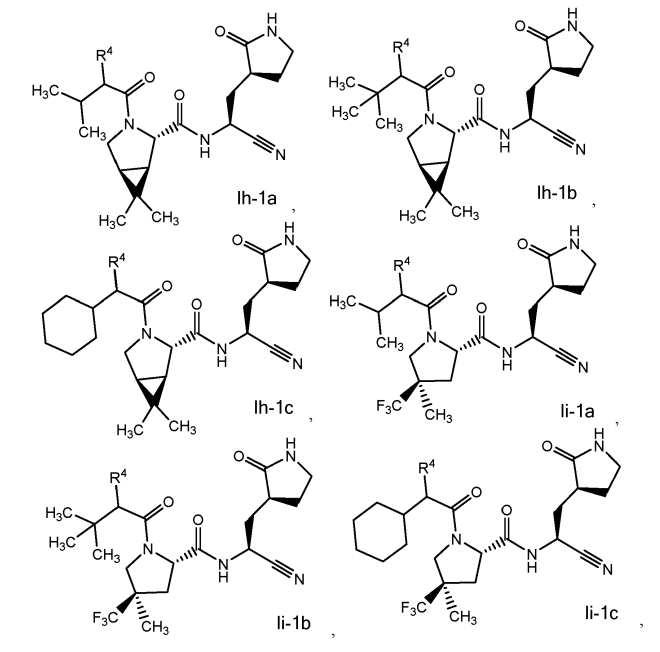 H
O N
R⁴
H₃C O
CH₃ N O
N
H N
H₃C CH₃
Ih-1a ,
H
O N
R⁴
H₃C O
H₃C CH₃ N O
N
H N
H₃C CH₃
Ih-1b ,
H
O N
R⁴
O
N O
N
H N
H₃C CH₃
Ih-1c ,
H
O N
R⁴
H₃C O
CH₃ N O
N
H N
F₃C CH₃
Ii-1a ,
H
O N
R⁴
H₃C O
H₃C CH₃ N O
N
H N
F₃C CH₃
Ii-1b ,
H
O N
R⁴
O
N O
N
H N
F₃C CH₃
Ii-1c ,